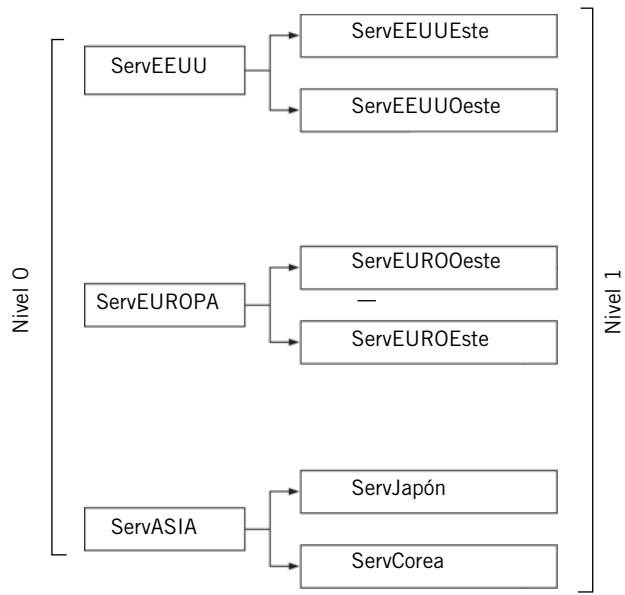 Nivel 0
ServEEUU
ServEEUUEste
ServEEUUOeste
ServEUROPA
ServEUROOeste
—
ServEUROEste
ServASIA
ServJapón
ServCorea
Nivel 1